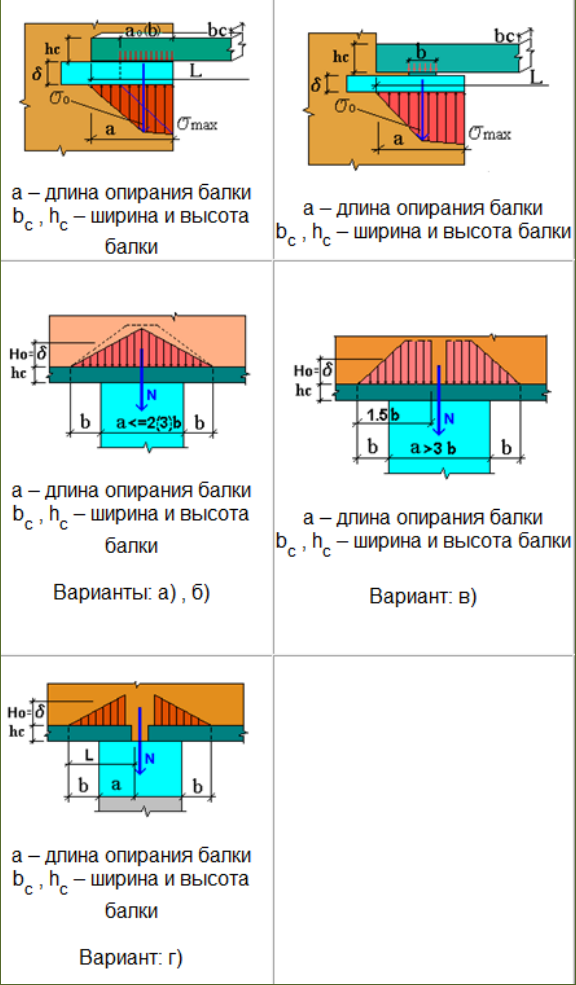 a₀(b)
bc
hc
δ
L
σ₀
a
σmax
a – длина опирания балки
bc , hc – ширина и высота
балки
bc
hc
b
δ
L
σ₀
a
σmax
a – длина опирания балки
bc , hc – ширина и высота балки
Ho=δ
hc
N
b
a<=2(3)b
b
a – длина опирания балки
bc , hc – ширина и высота
балки
Варианты: а) , б)
Ho=δ
hc
1.5b
N
b
a>3 b
b
a – длина опирания балки
bc , hc – ширина и высота балки
Вариант: в)
Ho=δ
hc
L
N
b
a
b
a – длина опирания балки
bc , hc – ширина и высота
балки
Вариант: г)